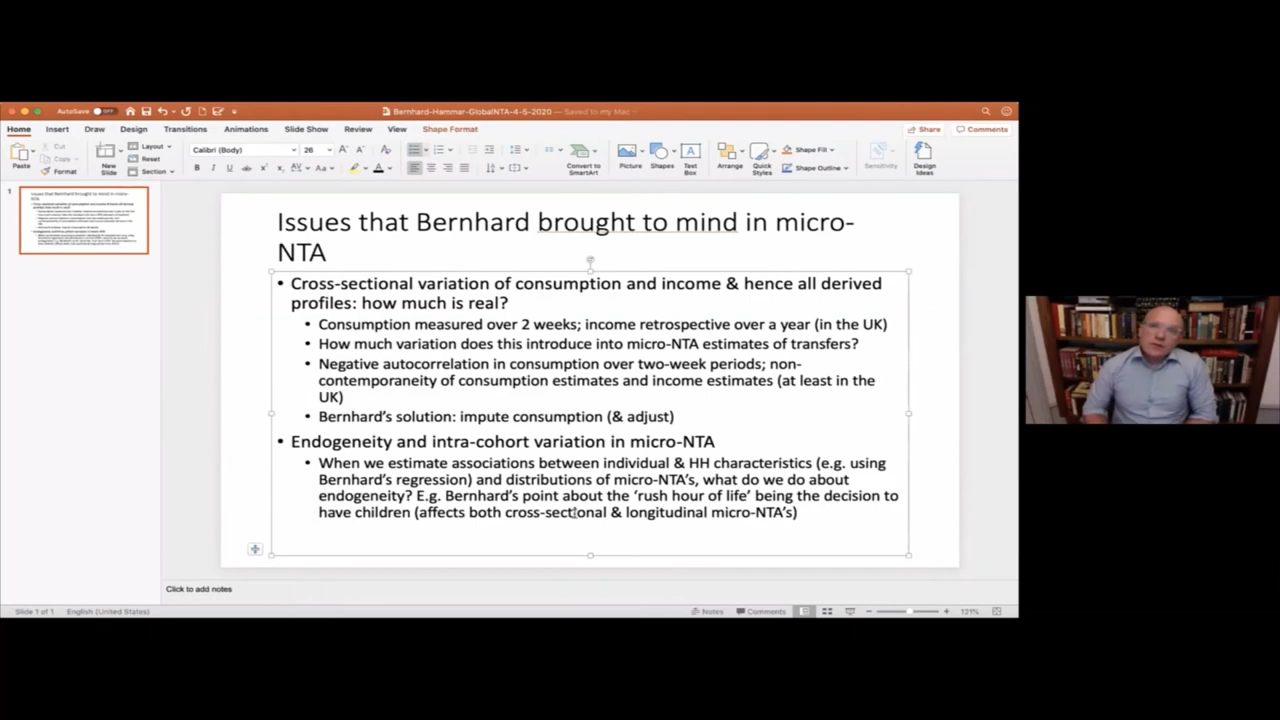 AutoSave OFF
Bernhard-Hammar-GlobalNTA-4-5-2020 — Saved to my Mac
Home Insert Draw Design Transitions Animations Slide Show Review View Shape Format Share Comments
Paste Cut Copy Format New Slide Layout Reset Section Calibri (Body) 26 Convert to SmartArt Picture Shapes Text Box Arrange Quick Styles Shape Fill Shape Outline Sensitivity Design Ideas
1
Issues that Bernhard brought to mind in micro-
NTA
• Cross-sectional variation of consumption and income & hence all derived
profiles: how much is real?
• Consumption measured over 2 weeks; income retrospective over a year (in the UK)
• How much variation does this introduce into micro-NTA estimates of transfers?
• Negative autocorrelation in consumption over two-week periods; non-
contemporaneity of consumption estimates and income estimates (at least in the
UK)
• Bernhard's solution: impute consumption (& adjust)
• Endogeneity and intra-cohort variation in micro-NTA
• When we estimate associations between individual & HH characteristics (e.g. using
Bernhard's regression) and distributions of micro-NTA's, what do we do about
endogeneity? E.g. Bernhard's point about the 'rush hour of life' being the decision to
have children (affects both cross-sectional & longitudinal micro-NTA's)
Click to add notes
Slide 1 of 1 English (United States) Notes Comments 121%